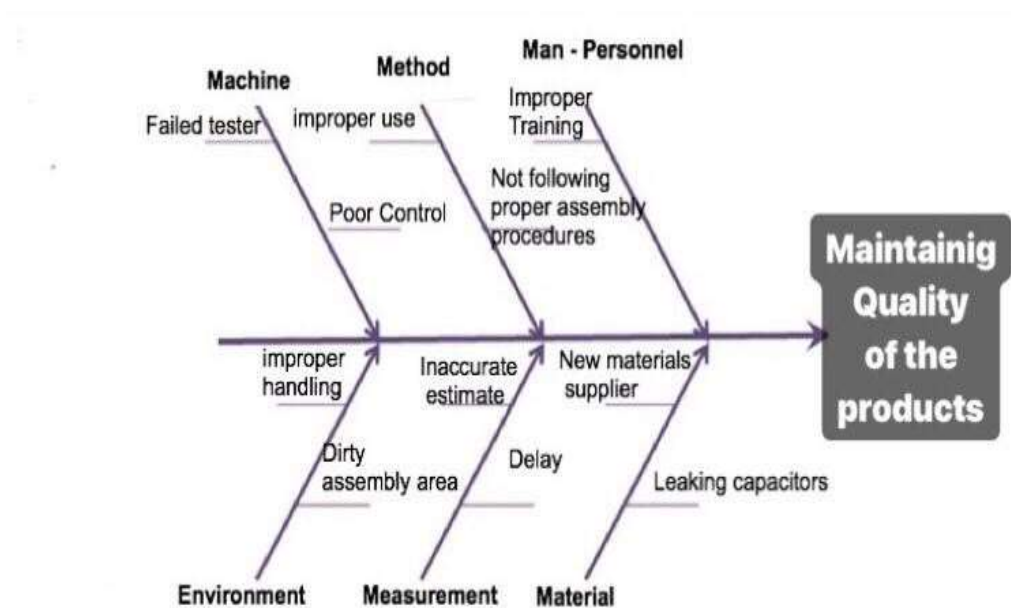 Machine
Method
Man - Personnel
Failed tester
improper use
Improper
Training
Poor Control
Not following
proper assembly
procedures
Maintainig
Quality
of the
products
improper
handling
Inaccurate
estimate
New materials
supplier
Dirty
assembly area
Delay
Leaking capacitors
Environment
Measurement
Material